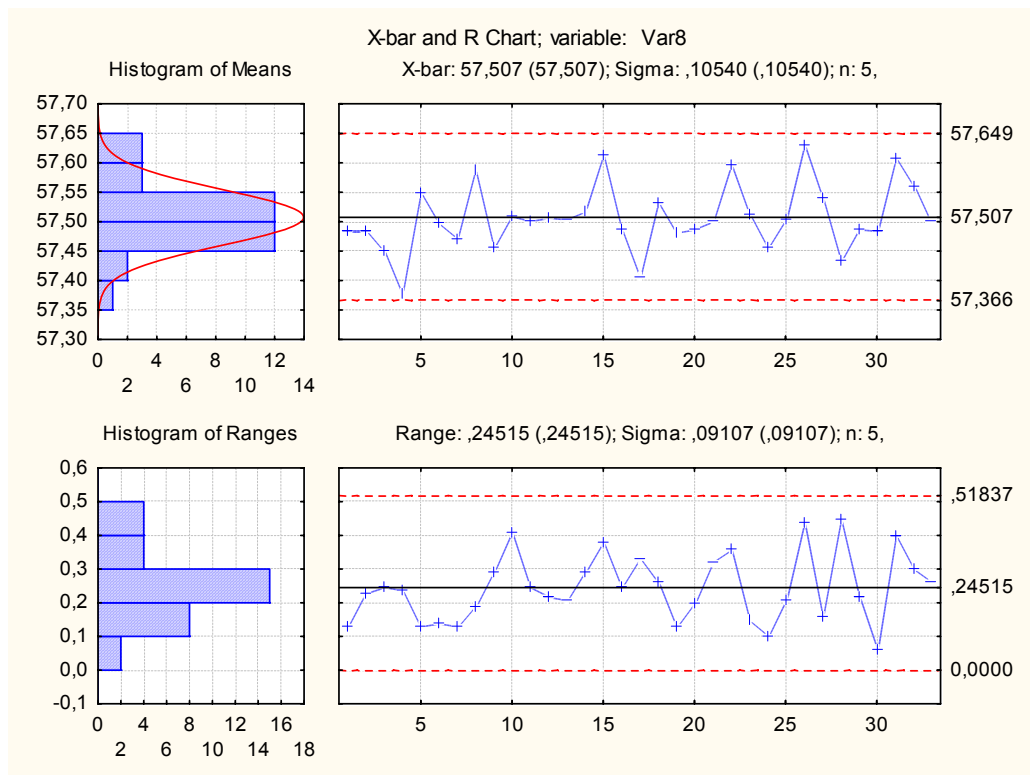 X-bar and R Chart; variable: Var8
Histogram of Means
X-bar: 57,507 (57,507); Sigma: ,10540 (,10540); n: 5,
57,70
57,65
57,60
57,55
57,50
57,45
57,40
57,35
57,30
0 2 4 6 8 10 12 14
57,649
57,507
57,366
5 10 15 20 25 30
Histogram of Ranges
Range: ,24515 (,24515); Sigma: ,09107 (,09107); n: 5,
0,6
0,5
0,4
0,3
0,2
0,1
0,0
-0,1
0 2 4 6 8 10 12 14 16 18
,51837
,24515
0,0000
5 10 15 20 25 30